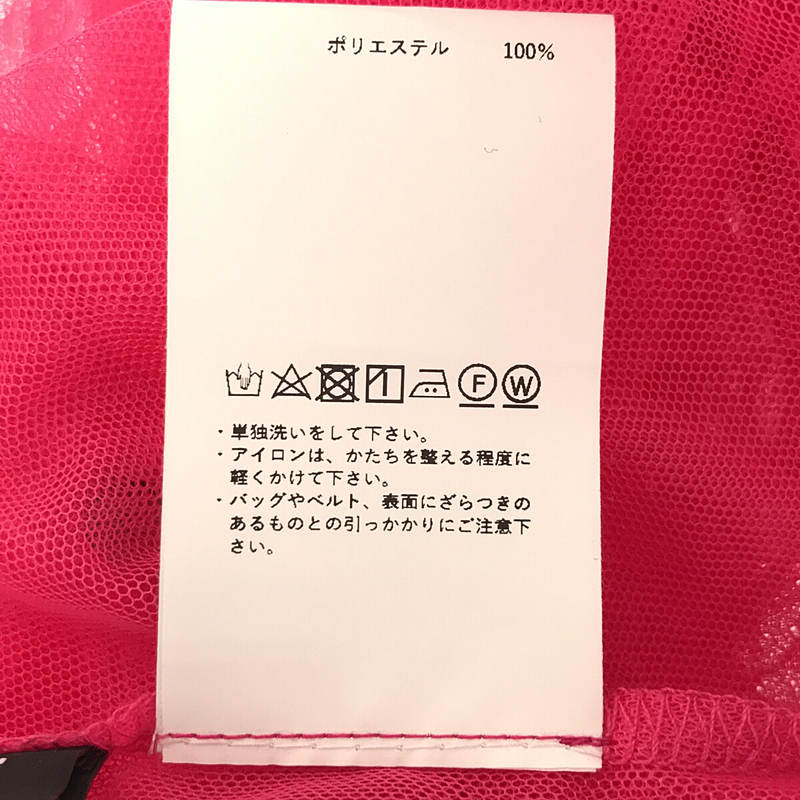 ポリエステル 100%
F W
・単独洗いをして下さい。
・アイロンは、かたちを整える程度に
軽くかけて下さい。
・バッグやベルト、表面にざらつきの
あるものとの引っかかりにご注意下
さい。